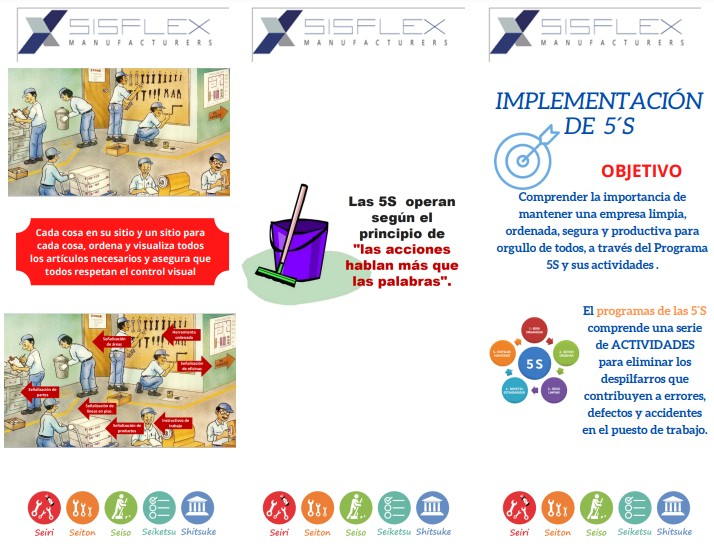 SISFLEX
MANUFACTURERS
Cada cosa en su sitio y un sitio para
cada cosa, ordena y visualiza todos
los artículos necesarios y asegura que
todos respetan el control visual
Señalización
de áreas
Herramienta
ordenada
Señalización
de oficinas
Señalización de
partes
Señalización de
líneas en piso
Señalización de
productos
Instructivos de
trabajo
Seiri Seiton Seiso Seiketsu Shitsuke
SISFLEX
MANUFACTURERS
Las 5S operan
según el
principio de
"las acciones
hablan más que
las palabras".
Seiri Seiton Seiso Seiketsu Shitsuke
SISFLEX
MANUFACTURERS
IMPLEMENTACIÓN
DE 5´S
OBJETIVO
Comprender la importancia de
mantener una empresa limpia,
ordenada, segura y productiva para
orgullo de todos, a través del Programa
5S y sus actividades .
El programas de las 5´S
comprende una serie
de ACTIVIDADES
para eliminar los
despilfarros que
contribuyen a errores,
defectos y accidentes
en el puesto de trabajo.
5 S
Seiri Seiton Seiso Seiketsu Shitsuke